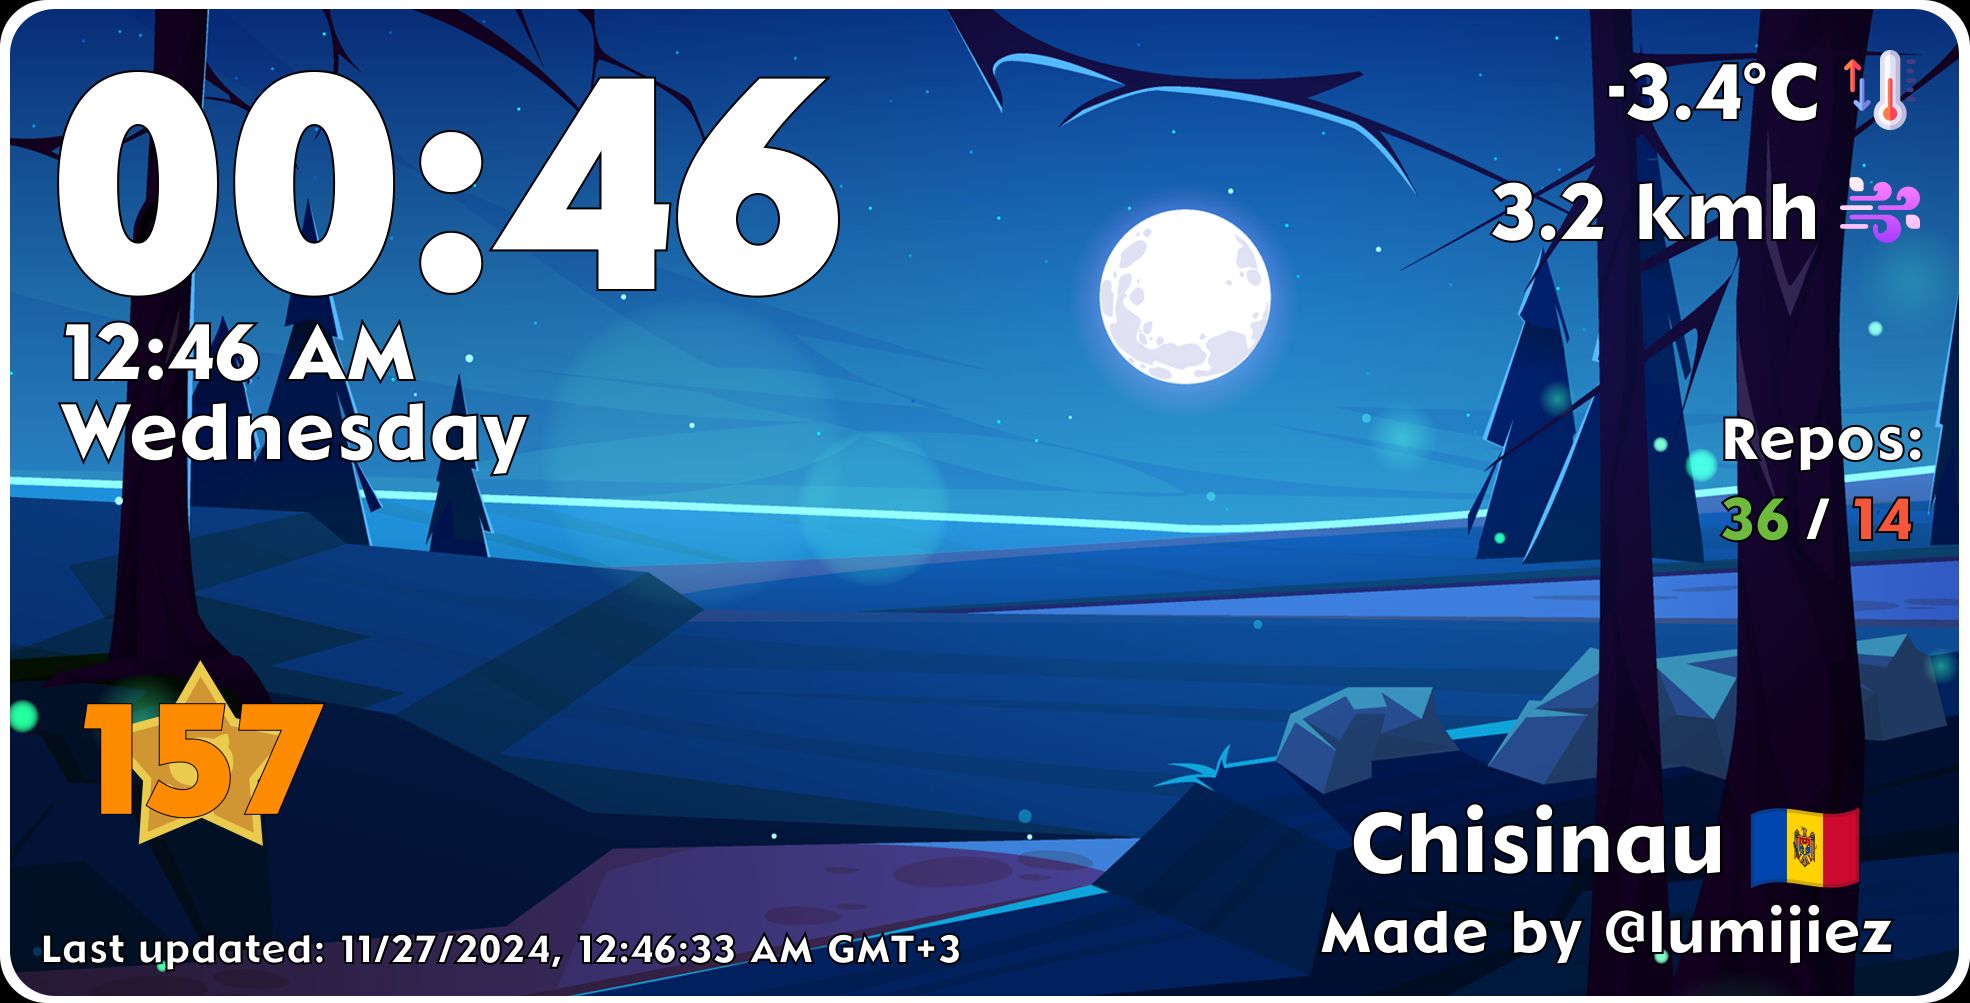 00:46
12:46 AM
Wednesday
-3.4°C
3.2 kmh
Repos:
36 / 14
157
Chisinau
Made by @lumijiez
Last updated: 11/27/2024, 12:46:33 AM GMT+3